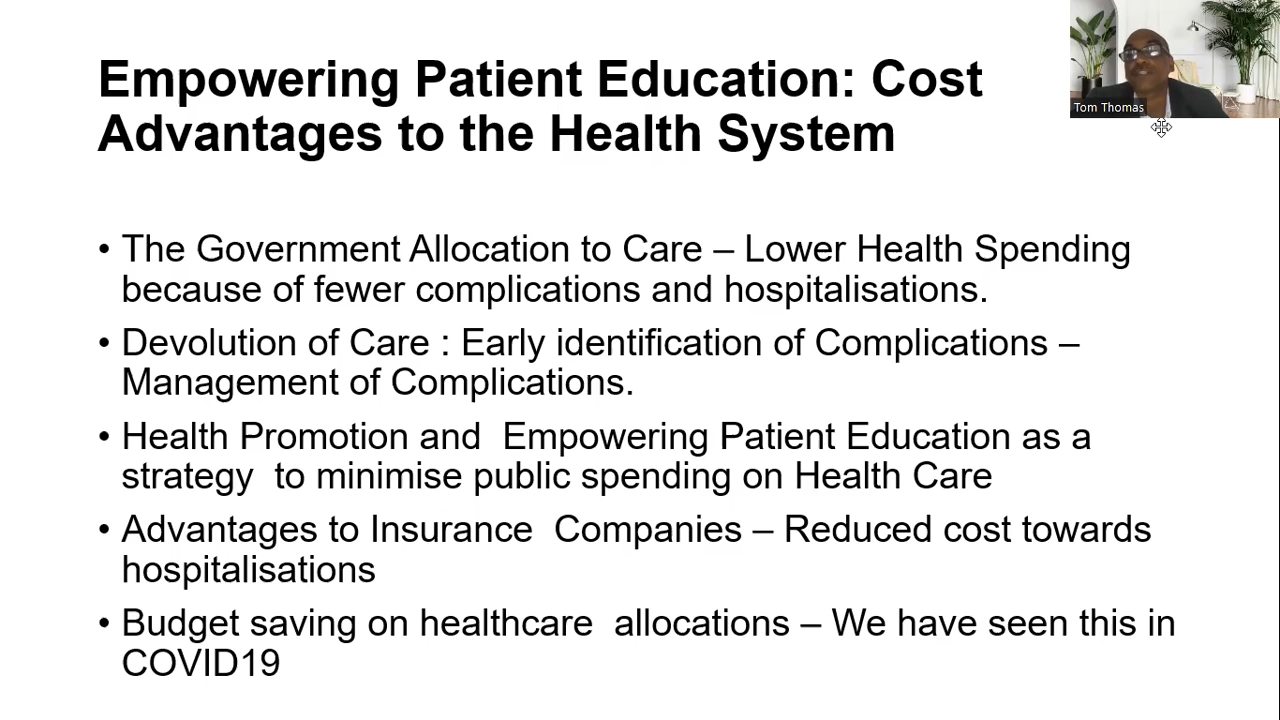 Empowering Patient Education: Cost
Advantages to the Health System
Tom Thomas
• The Government Allocation to Care – Lower Health Spending
because of fewer complications and hospitalisations.
• Devolution of Care : Early identification of Complications –
Management of Complications.
• Health Promotion and  Empowering Patient Education as a
strategy  to minimise public spending on Health Care
• Advantages to Insurance  Companies – Reduced cost towards
hospitalisations
• Budget saving on healthcare  allocations – We have seen this in
COVID19